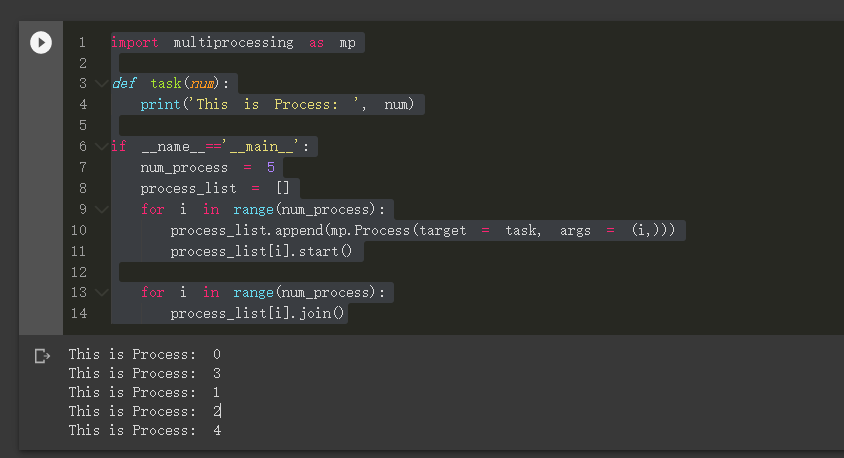 1 import multiprocessing as mp
2
3 def task(num):
4 print('This is Process: ', num)
5
6 if __name__=='__main__':
7 num_process = 5
8 process_list = []
9 for i in range(num_process):
10 process_list.append(mp.Process(target = task, args = (i,)))
11 process_list[i].start()
12
13 for i in range(num_process):
14 process_list[i].join()
This is Process: 0
This is Process: 3
This is Process: 1
This is Process: 2
This is Process: 4